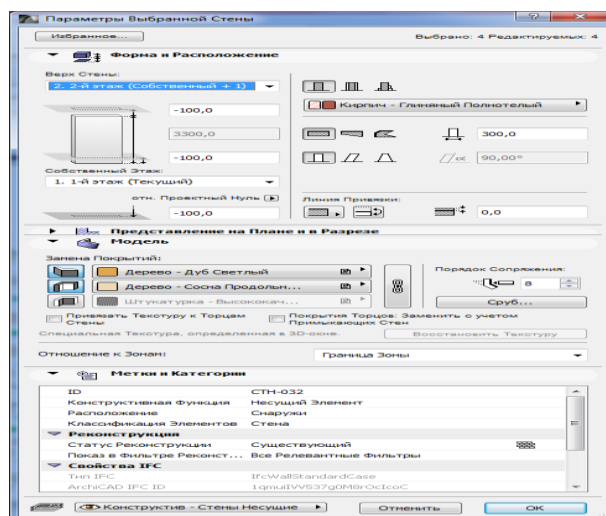 Параметры Выбранной Стены
Избранное...
Выбрано: 4 Редактируемых: 4
Форма и Расположение
Верх Стены:
2. 2-й этаж (Собственный + 1)
-100,0
3300,0
-100,0
Собственный Этаж:
1. 1-й этаж (Текущий)
отн. Проектный Нуль
-100,0
Кирпич - Глиняный Полнотелый
300,0
90,00°
Линия Привязки:
0,0
Представление на Плане и в Разрезе
Модель
Замена Покрытий:
Дерево - Дуб Светлый
Дерево - Сосна Продольн...
Штукатурка - Высококач...
Порядок Сопряжения:
8
Сруб...
Привязать Текстуру к Торцам Стены
Покрытия Торцов: Заменить с учетом Примыкающих Стен
Специальная Текстура, определенная в 3D-окне.
Восстановить Текстуру
Отношение к Зонам:
Граница Зоны
Метки и Категории
ID СТН-032
Конструктивная Функция Несущий Элемент
Расположение Снаружи
Классификация Элементов Стена
Реконструкция
Статус Реконструкции Существующий
Показ в Фильтре Реконст... Все Релевантные Фильтры
Свойства IFC
Тип IFC IfcWallStandardCase
ArchiCAD IFC ID
Конструктив - Стены Несущие
Отменить
OK